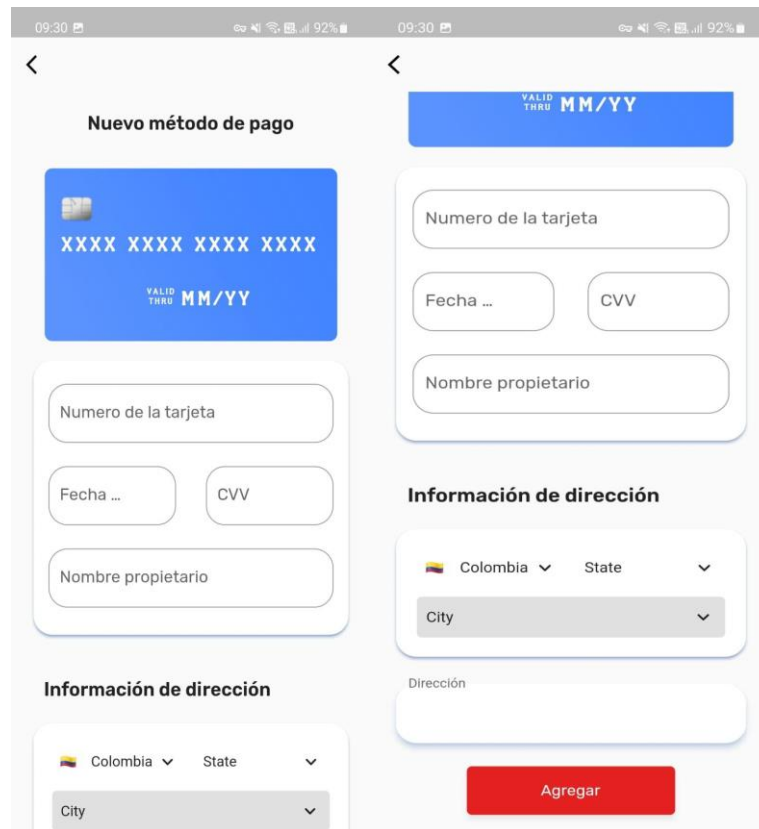 09:30 92%
Nuevo método de pago
XXXX XXXX XXXX XXXX
VALID THRU MM/YY
Numero de la tarjeta
Fecha ... CVV
Nombre propietario
Información de dirección
Colombia State
City
09:30 92%
VALID THRU MM/YY
Numero de la tarjeta
Fecha ... CVV
Nombre propietario
Información de dirección
Colombia State
City
Dirección
Agregar